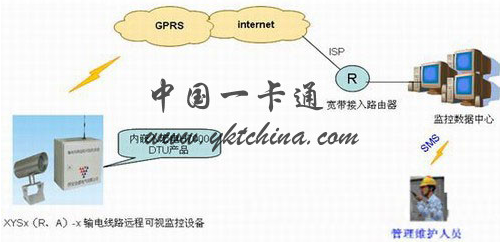 GPRS
internet
ISP
R
宽带接入路由器
监控数据中心
中国一卡通
www.yktchina.com
内嵌
DTU产品
SMS
XYSx（R、A）-x 输电线路远程可视监控设备
管理维护人员